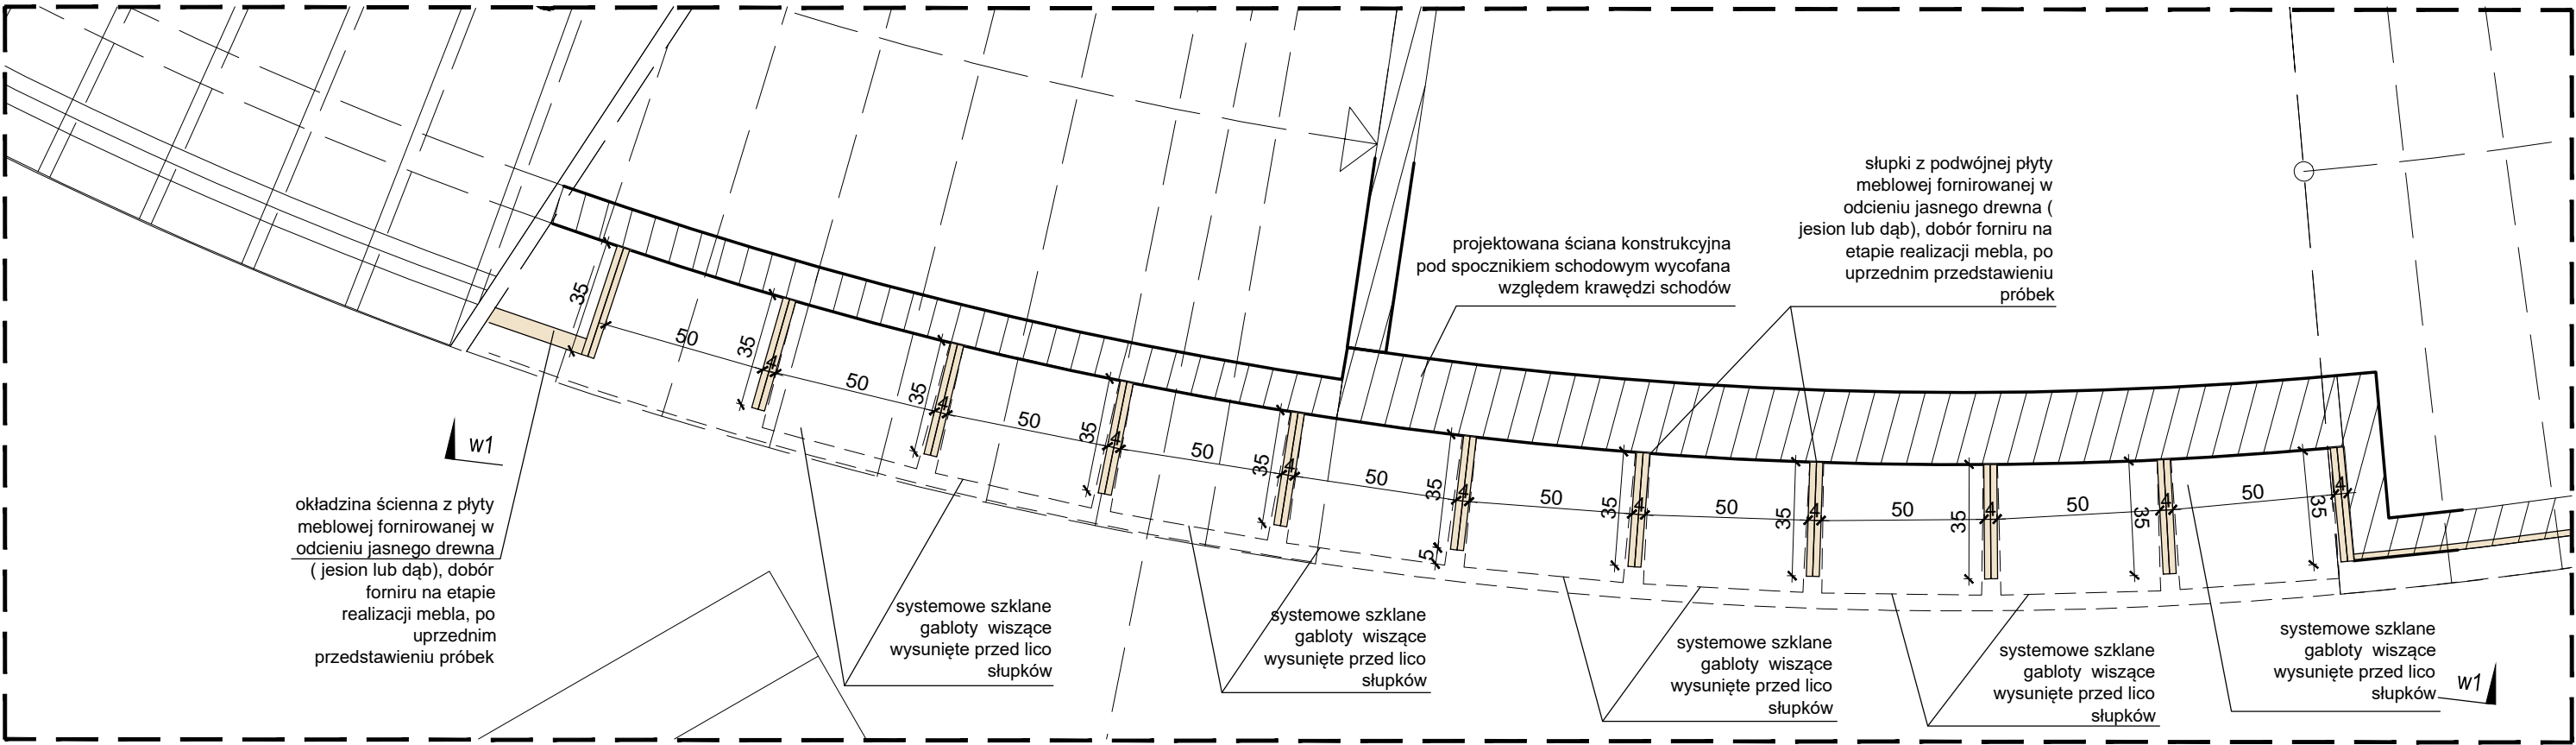 słupki z podwójnej płyty
meblowej fornirowanej w
odcieniu jasnego drewna (
jesion lub dąb), dobór forniru na
etapie realizacji mebla, po
uprzednim przedstawieniu
próbek
projektowana ściana konstrukcyjna
pod spocznikiem schodowym wycofana
względem krawędzi schodów
35
50
35
4
50
35
4
50
35
4
50
35
4
50
35
4
5
50
35
4
50
35
4
50
35
4
50
35
4
50
35
4
w1
okładzina ścienna z płyty
meblowej fornirowanej w
odcieniu jasnego drewna
( jesion lub dąb), dobór
forniru na etapie
realizacji mebla, po
uprzednim
przedstawieniu próbek
systemowe szklane
gabloty wiszące
wysunięte przed lico
słupków
systemowe szklane
gabloty wiszące
wysunięte przed lico
słupków
systemowe szklane
gabloty wiszące
wysunięte przed lico
słupków
systemowe szklane
gabloty wiszące
wysunięte przed lico
słupków
systemowe szklane
gabloty wiszące
wysunięte przed lico
słupków
w1